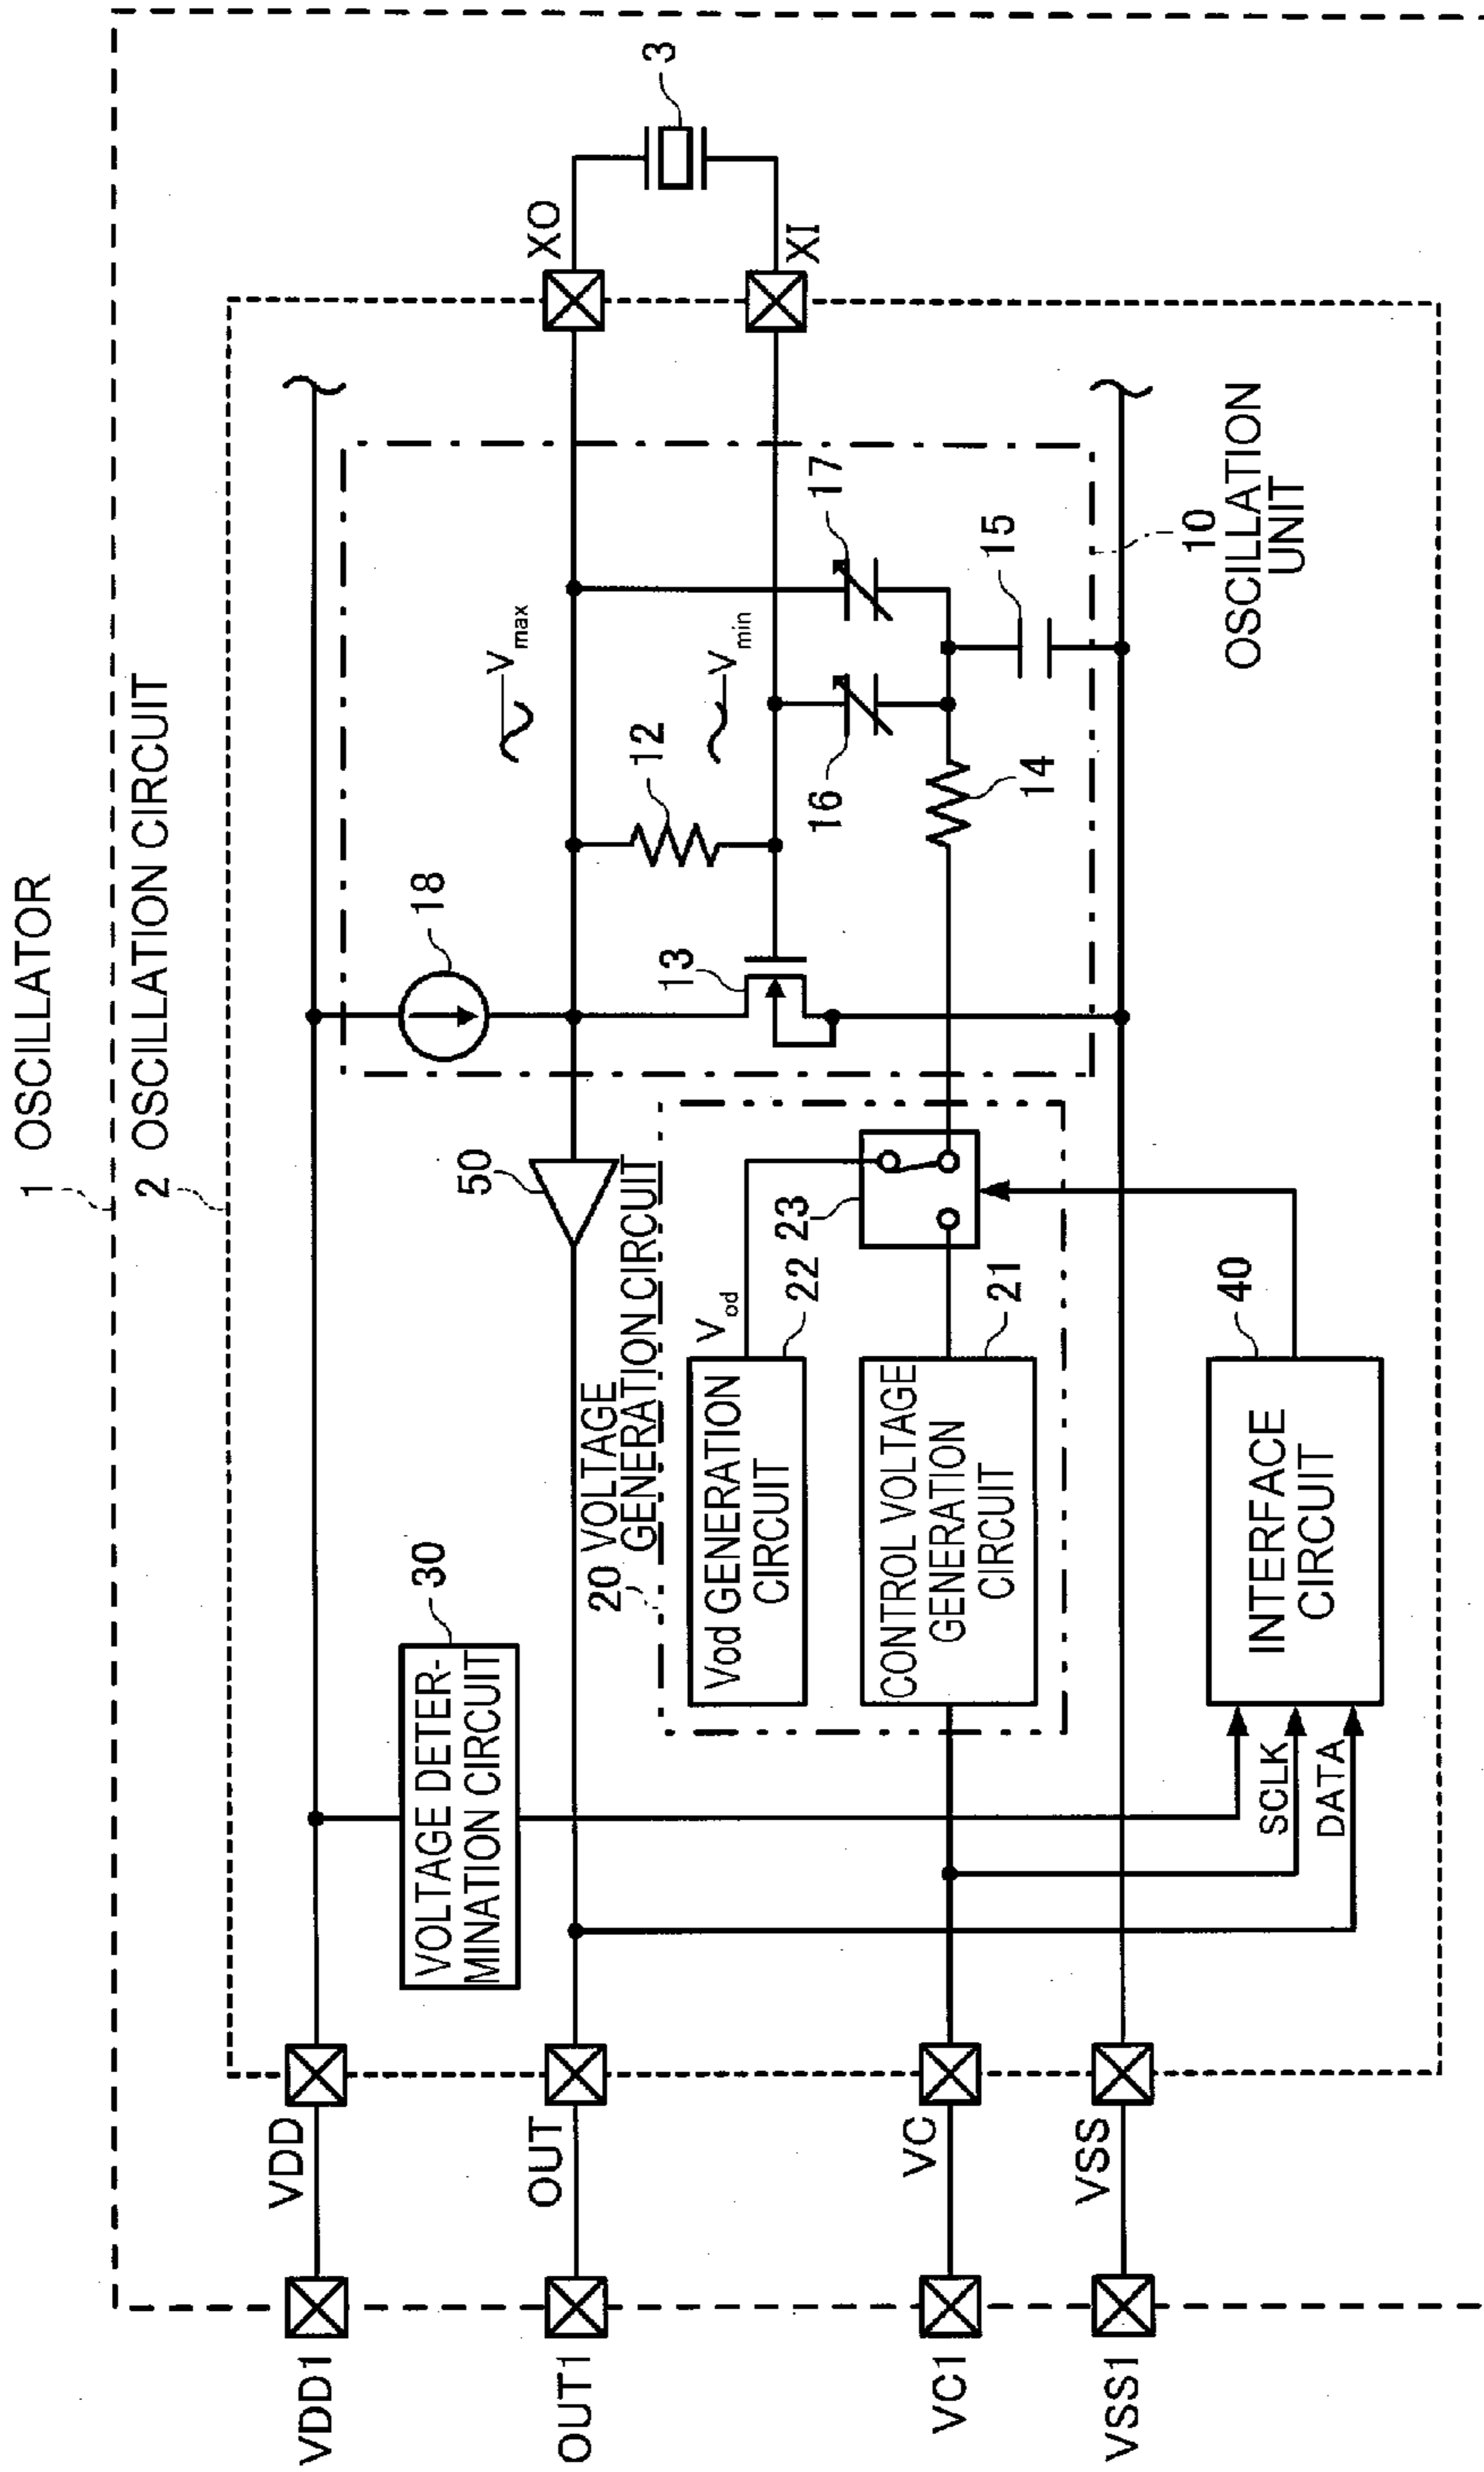 1 OSCILLATOR
2 OSCILLATION CIRCUIT
VDD1
VDD
30
VOLTAGE DETER-
MINATION CIRCUIT
18
OUT1
OUT
50
XO
3
Vmax
20 VOLTAGE
GENERATION CIRCUIT
Vod GENERATION
CIRCUIT
Vod
22
13
12
Vmin
XI
23
16
17
VC1
VC
CONTROL VOLTAGE
GENERATION
CIRCUIT
21
14
15
VSS1
VSS
10
OSCILLATION
UNIT
SCLK
DATA
INTERFACE
CIRCUIT
40